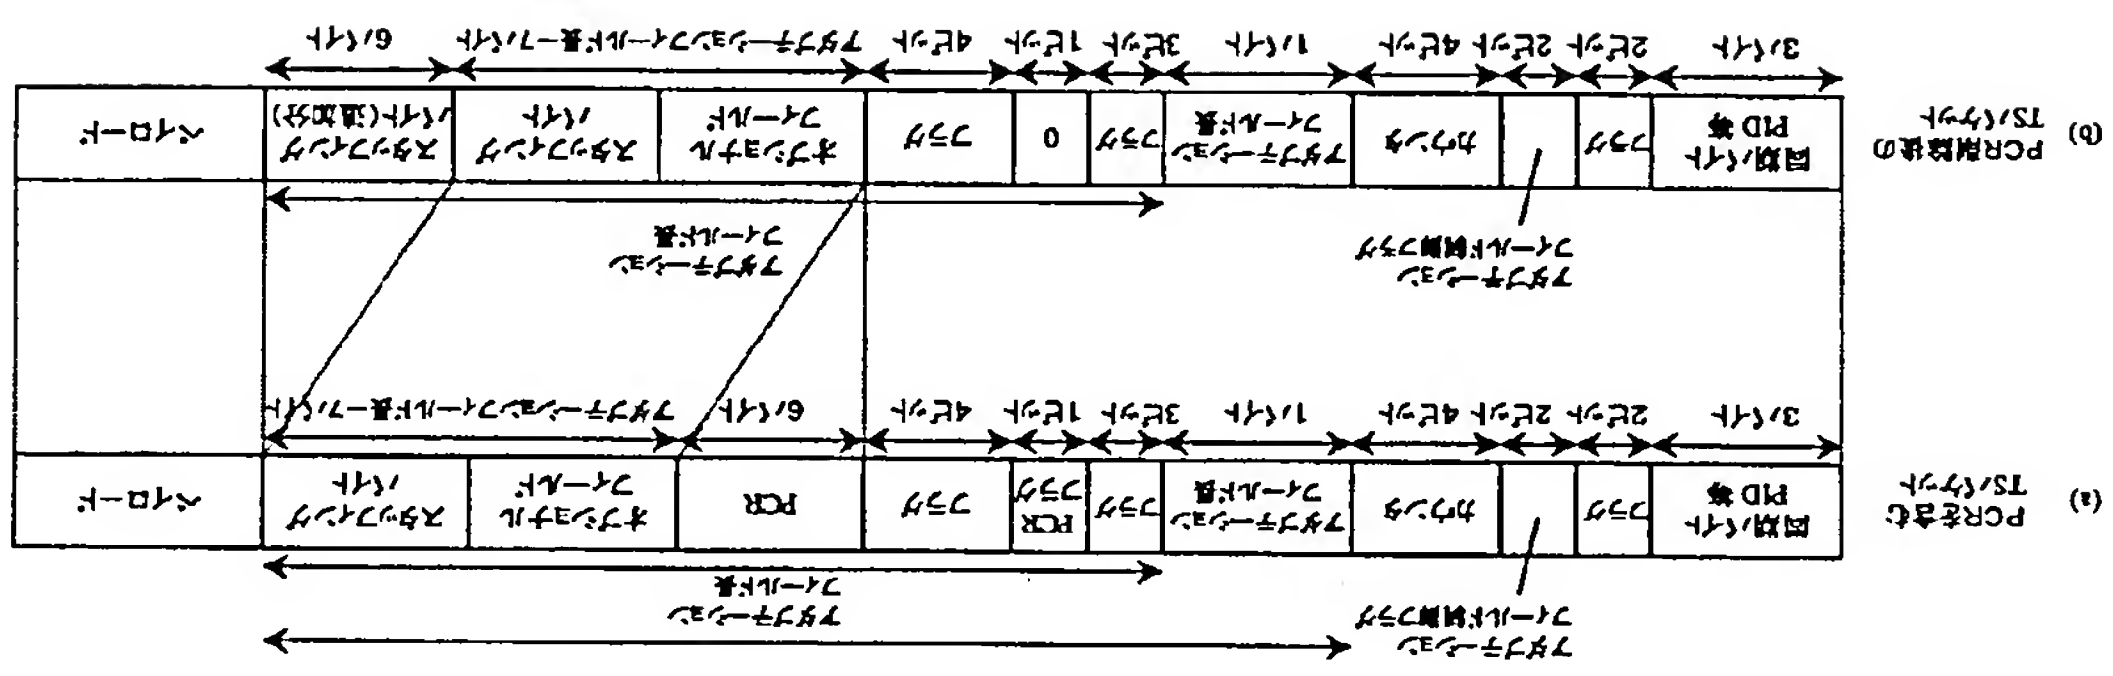 アダプテーション
フィールド制御フラグ
アダプテーション
フィールド長
(a)
PCRを含む
TSパケット
同期バイト
PID 等
フラグ
カウンタ
アダプテーション
フィールド長
フラグ
PCR
フラグ
フラグ
PCR
オプショナル
フィールド
スタッフィング
バイト
ペイロード
3バイト
2ビット
2ビット
4ビット
1バイト
3ビット
1ビット
4ビット
6バイト
アダプテーションフィールド長ー7バイト
アダプテーション
フィールド制御フラグ
アダプテーション
フィールド長
(b)
PCR削除後の
TSパケット
同期バイト
PID 等
フラグ
カウンタ
アダプテーション
フィールド長
フラグ
0
フラグ
オプショナル
フィールド
スタッフィング
バイト
スタッフィング
バイト(追加分)
ペイロード
3バイト
2ビット
2ビット
4ビット
1バイト
3ビット
1ビット
4ビット
アダプテーションフィールド長ー7バイト
6バイト